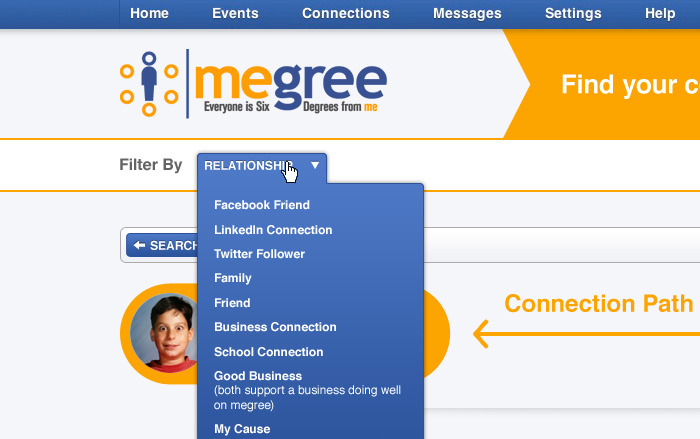 Home Events Connections Messages Settings Help
megree
Everyone is Six Degrees from me
Find your
Filter By
RELATIONSHIP ▼
Facebook Friend
LinkedIn Connection
Twitter Follower
Family
Friend
Business Connection
School Connection
Good Business
(both support a business doing well
on megree)
My Cause
SEARCH
Connection Path